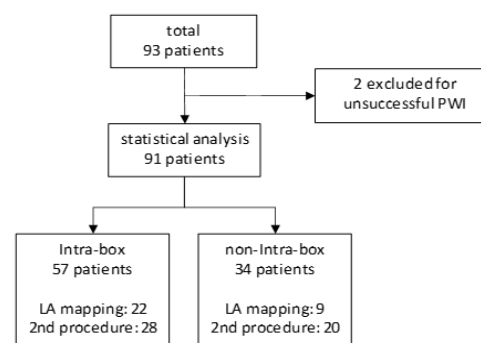 total
93 patients
2 excluded for
unsuccessful PWI
statistical analysis
91 patients
Intra-box
57 patients
LA mapping: 22
2nd procedure: 28
non-Intra-box
34 patients
LA mapping: 9
2nd procedure: 20